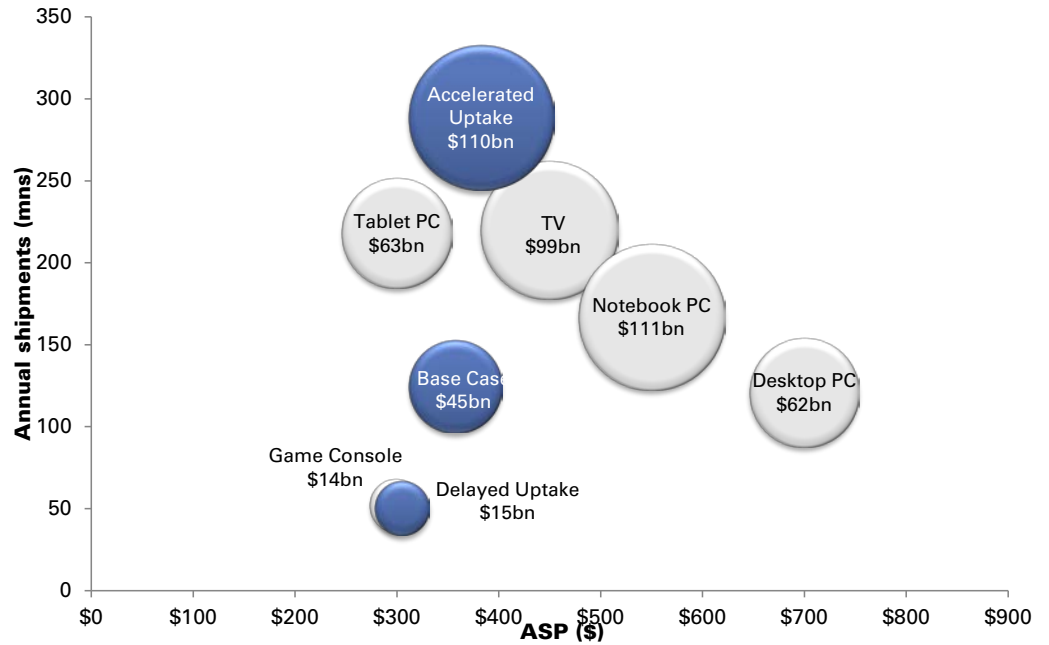 350
300
250
200
150
100
50
0
Annual shipments (mns)
Accelerated
Uptake
$110bn
Tablet PC
$63bn
TV
$99bn
Notebook PC
$111bn
Base Case
$45bn
Desktop PC
$62bn
Game Console
$14bn
Delayed Uptake
$15bn
$0 $100 $200 $300 $400 $500 $600 $700 $800 $900
ASP ($)